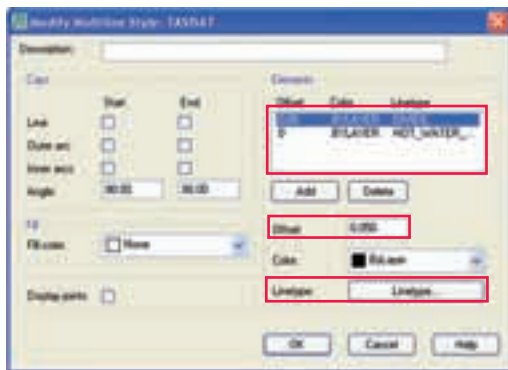 Modify Multiline Style:
Description:
Caps
Start End
Line
Outer arc
Inner arcs
Angle: 90.00 90.00
Fill
Fill color: None
Display joints:
Elements
Offset Color Linetype
0 BYLAYER HOT_WATER_...
Add Delete
Offset: 0.050
Color: ByLayer
Linetype: Linetype...
OK Cancel Help